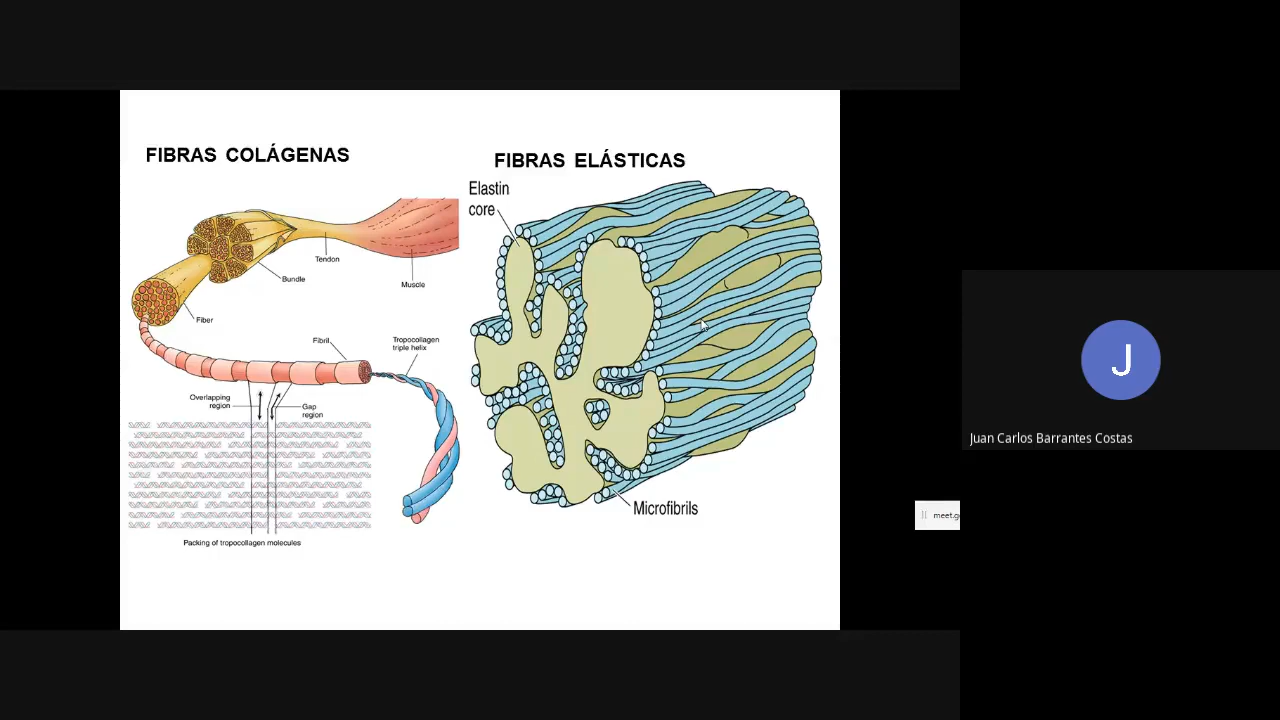 FIBRAS COLÁGENAS
FIBRAS ELÁSTICAS
Elastin
core
Tendon
Bundle
Muscle
Fiber
Fibril
Tropocollagen
triple helix
Overlapping
region
Gap
region
Microfibrils
Packing of tropocollagen molecules
J
Juan Carlos Barrantes Costas